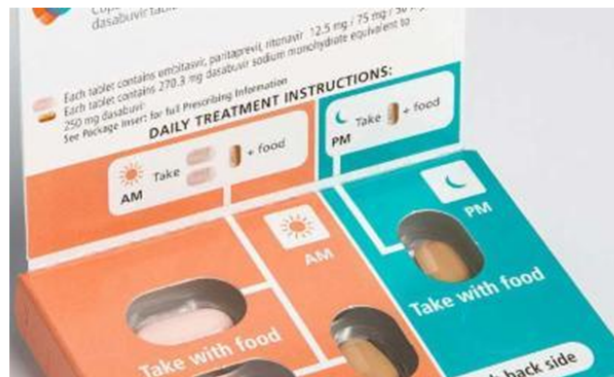 dasabuvir tablets
Each tablet contains ombitasvir, paritaprevir, ritonavir 12.5 mg / 75 mg / 50 mg
Each tablet contains 270.3 mg dasabuvir sodium monohydrate equivalent to
250 mg dasabuvir
See Package Insert for full Prescribing Information
DAILY TREATMENT INSTRUCTIONS:
AM
Take
+ food
PM
Take
+ food
AM
PM
Take with food
Take with food
back side